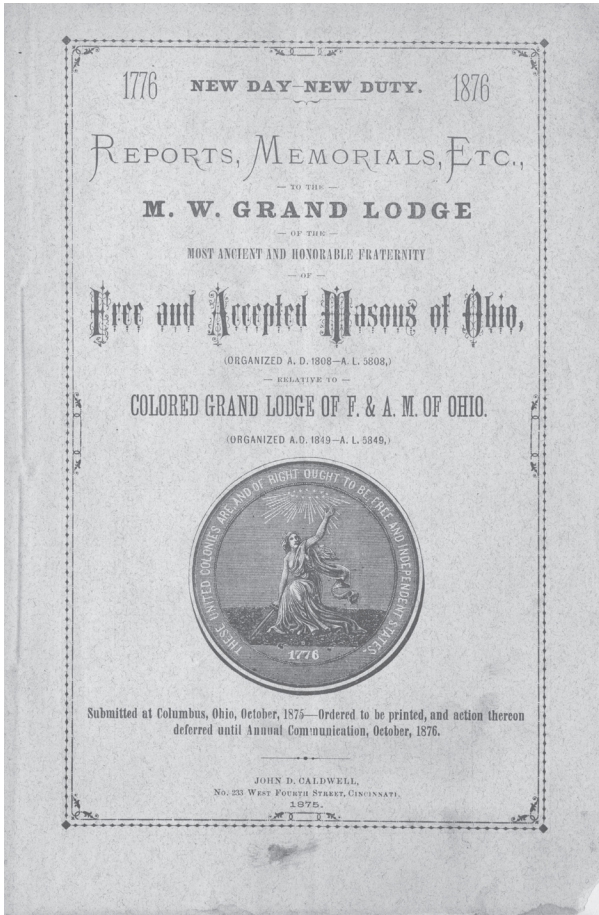 1776 NEW DAY–NEW DUTY. 1876
REPORTS, MEMORIALS, ETC.,
— TO THE —
M. W. GRAND LODGE
— OF THE —
MOST ANCIENT AND HONORABLE FRATERNITY
— OF —
Free and Accepted Masons of Ohio,
(ORGANIZED A. D. 1808—A. L. 5808,)
— RELATIVE TO —
COLORED GRAND LODGE OF F. & A. M. OF OHIO.
(ORGANIZED A. D. 1849—A. L. 5849,)
THESE UNITED COLONIES ARE, AND OF RIGHT OUGHT TO BE, FREE AND INDEPENDENT STATES.
1776
Submitted at Columbus, Ohio, October, 1875—Ordered to be printed, and action thereon
deferred until Annual Communication, October, 1876.
JOHN D. CALDWELL,
No. 233 West Fourth Street, Cincinnati,
1875.